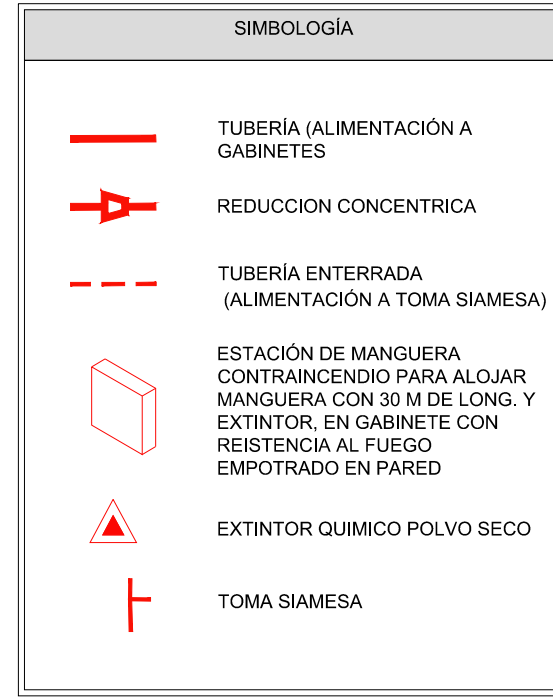 SIMBOLOGÍA
TUBERÍA (ALIMENTACIÓN A
GABINETES
REDUCCION CONCENTRICA
TUBERÍA ENTERRADA
(ALIMENTACIÓN A TOMA SIAMESA)
ESTACIÓN DE MANGUERA
CONTRAINCENDIO PARA ALOJAR
MANGUERA CON 30 M DE LONG. Y
EXTINTOR, EN GABINETE CON
REISTENCIA AL FUEGO
EMPOTRADO EN PARED
EXTINTOR QUIMICO POLVO SECO
TOMA SIAMESA